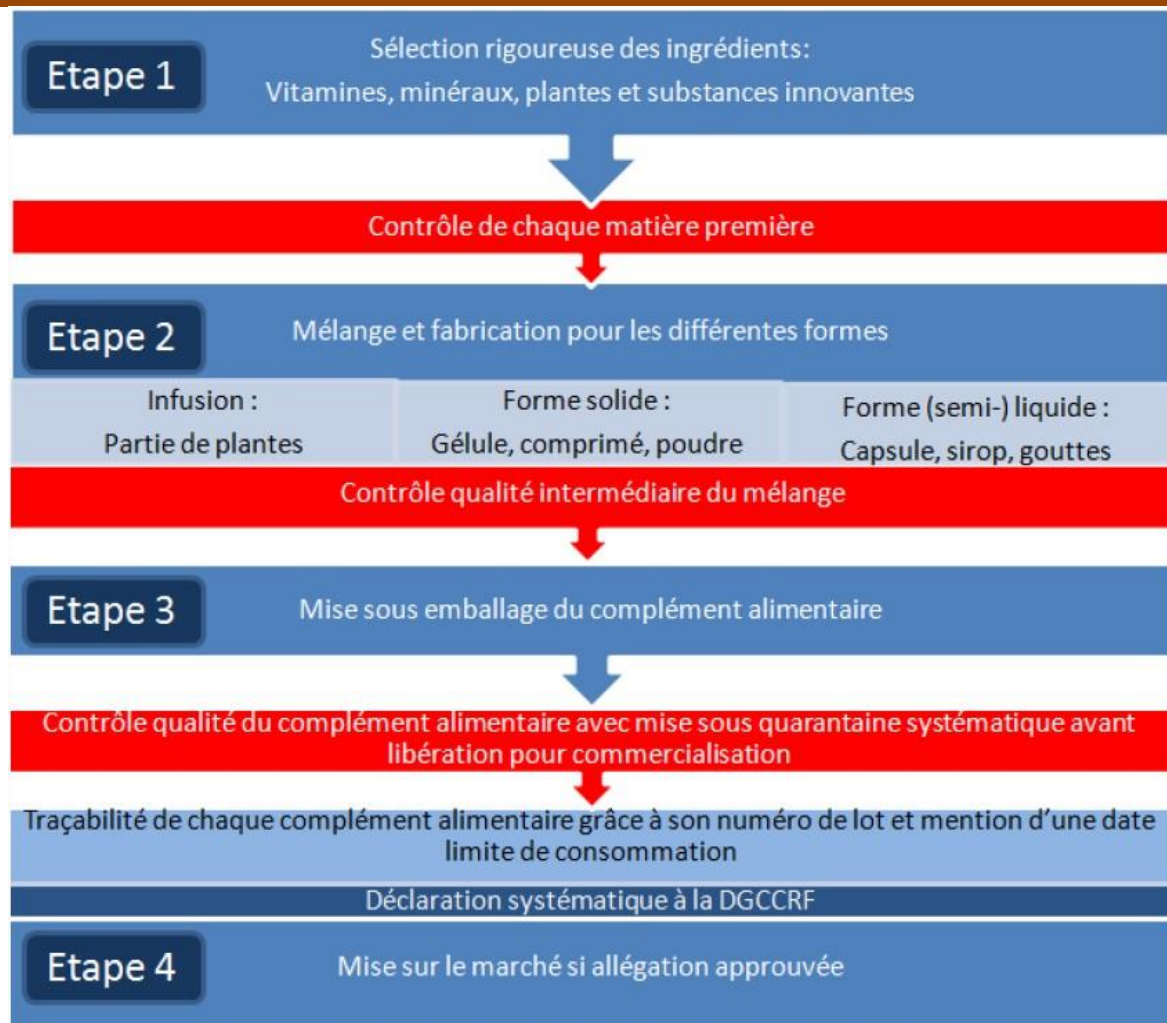 Etape 1
Sélection rigoureuse des ingrédients:
Vitamines, minéraux, plantes et substances innovantes
Contrôle de chaque matière première
Etape 2
Mélange et fabrication pour les différentes formes
Infusion :
Partie de plantes
Forme solide :
Gélule, comprimé, poudre
Forme (semi-) liquide :
Capsule, sirop, gouttes
Contrôle qualité intermédiaire du mélange
Etape 3
Mise sous emballage du complément alimentaire
Contrôle qualité du complément alimentaire avec mise sous quarantaine systématique avant
libération pour commercialisation
Traçabilité de chaque complément alimentaire grâce à son numéro de lot et mention d'une date
limite de consommation
Déclaration systématique à la DGCCRF
Etape 4
Mise sur le marché si allégation approuvée